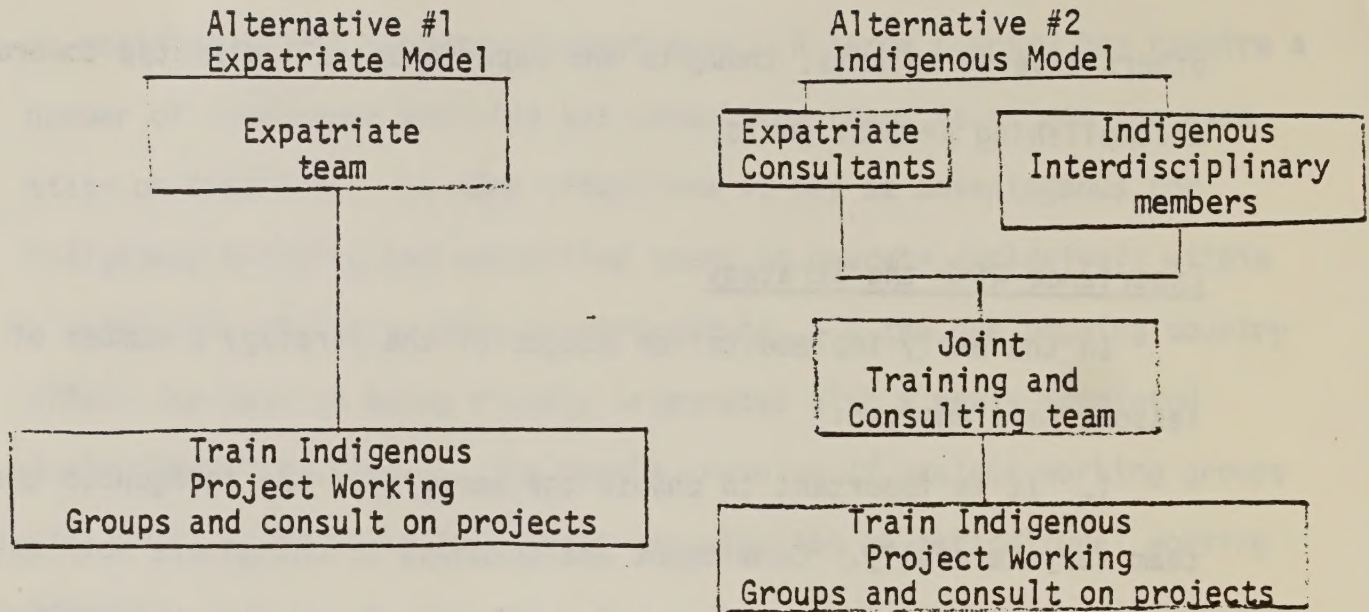 Alternative #1
Expatriate Model
Expatriate
team
Train Indigenous
Project Working
Groups and consult on projects
Alternative #2
Indigenous Model
Expatriate
Consultants
Indigenous
Interdisciplinary
members
Joint
Training and
Consulting team
Train Indigenous
Project Working
Groups and consult on projects